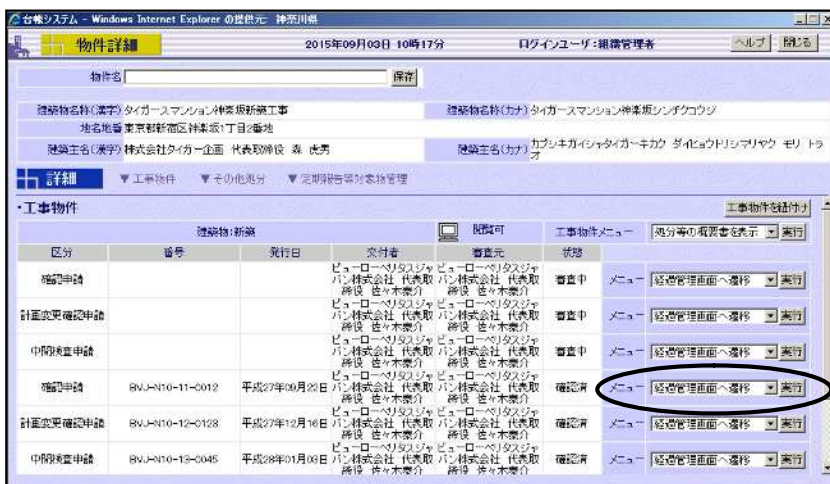 台帳システム - Windows Internet Explorer の提供元: 神奈川県
物件詳細
2015年09月03日 10時17分
ログインユーザ:組織管理者
ヘルプ
閉じる
物件名
保存
建築物名称(漢字) タイガースマンション神楽坂新築工事
建築物名称(カナ) タイガースマンション神楽坂シンチクコウジ
地名地番 東京都新宿区神楽坂1丁目2番地
建築主名(漢字) 株式会社タイガー企画 代表取締役 森 虎男
建築主名(カナ) カブシキガイシャタイガーキカク ダイヒョウトリシマリヤク モリ トラオ
詳細
▼工事物件 ▼その他処分 ▼定期報告等対象物管理
・工事物件
工事物件を紐付け
建築物:新築 閲覧可 工事物件メニュー 処分等の概要書を表示 実行
区分 番号 発行日 交付者 審査元 状態
確認申請 ビューローベリタスジャパン株式会社 代表取締役 佐々木泰介 ビューローベリタスジャパン株式会社 代表取締役 佐々木泰介 審査中 メニュー 経過管理画面へ遷移 実行
計画変更確認申請 ビューローベリタスジャパン株式会社 代表取締役 佐々木泰介 ビューローベリタスジャパン株式会社 代表取締役 佐々木泰介 審査中 メニュー 経過管理画面へ遷移 実行
中間検査申請 ビューローベリタスジャパン株式会社 代表取締役 佐々木泰介 ビューローベリタスジャパン株式会社 代表取締役 佐々木泰介 審査中 メニュー 経過管理画面へ遷移 実行
確認申請 BVJ-N10-11-0012 平成27年09月22日 ビューローベリタスジャパン株式会社 代表取締役 佐々木泰介 ビューローベリタスジャパン株式会社 代表取締役 佐々木泰介 確認済 メニュー 経過管理画面へ遷移 実行
計画変更確認申請 BVJ-N10-12-0128 平成27年12月16日 ビューローベリタスジャパン株式会社 代表取締役 佐々木泰介 ビューローベリタスジャパン株式会社 代表取締役 佐々木泰介 確認済 メニュー 経過管理画面へ遷移 実行
中間検査申請 BVJ-N10-13-0045 平成28年01月03日 ビューローベリタスジャパン株式会社 代表取締役 佐々木泰介 ビューローベリタスジャパン株式会社 代表取締役 佐々木泰介 確認済 メニュー 経過管理画面へ遷移 実行